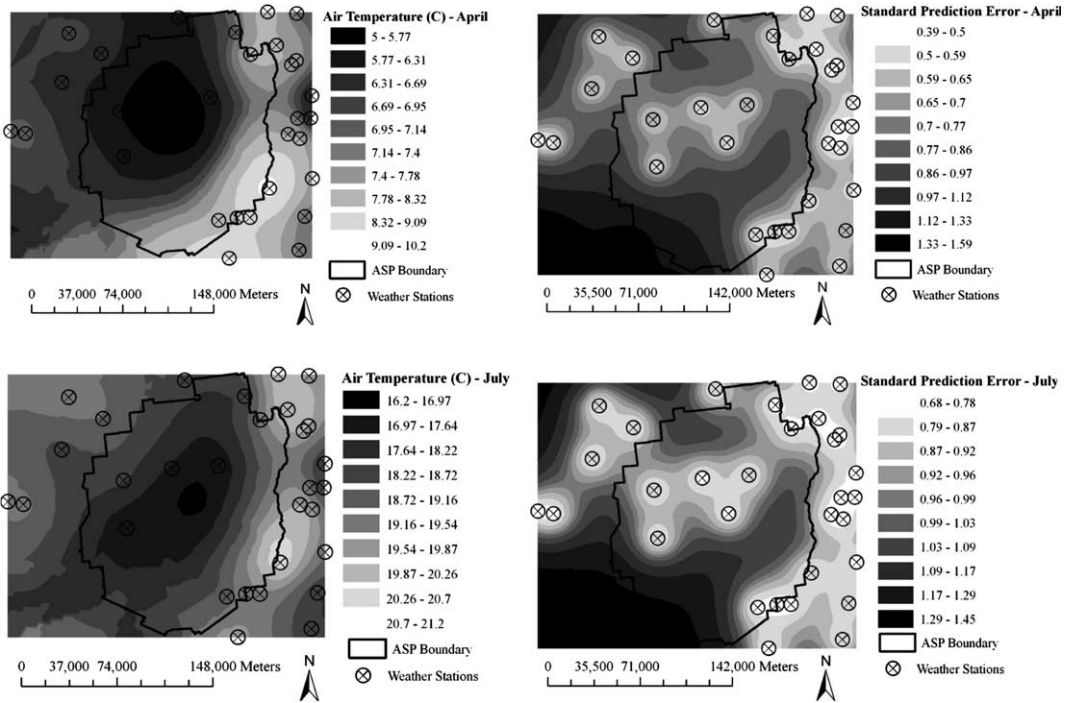 Air Temperature (C) - April
5 - 5.77
5.77 - 6.31
6.31 - 6.69
6.69 - 6.95
6.95 - 7.14
7.14 - 7.4
7.4 - 7.78
7.78 - 8.32
8.32 - 9.09
9.09 - 10.2
ASP Boundary
Weather Stations
0 37,000 74,000 148,000 Meters
N
Standard Prediction Error - April
0.39 - 0.5
0.5 - 0.59
0.59 - 0.65
0.65 - 0.7
0.7 - 0.77
0.77 - 0.86
0.86 - 0.97
0.97 - 1.12
1.12 - 1.33
1.33 - 1.59
ASP Boundary
Weather Stations
0 35,500 71,000 142,000 Meters
N
Air Temperature (C) - July
16.2 - 16.97
16.97 - 17.64
17.64 - 18.22
18.22 - 18.72
18.72 - 19.16
19.16 - 19.54
19.54 - 19.87
19.87 - 20.26
20.26 - 20.7
20.7 - 21.2
ASP Boundary
Weather Stations
0 37,000 74,000 148,000 Meters
N
Standard Prediction Error - July
0.68 - 0.78
0.79 - 0.87
0.87 - 0.92
0.92 - 0.96
0.96 - 0.99
0.99 - 1.03
1.03 - 1.09
1.09 - 1.17
1.17 - 1.29
1.29 - 1.45
ASP Boundary
Weather Stations
0 35,500 71,000 142,000 Meters
N